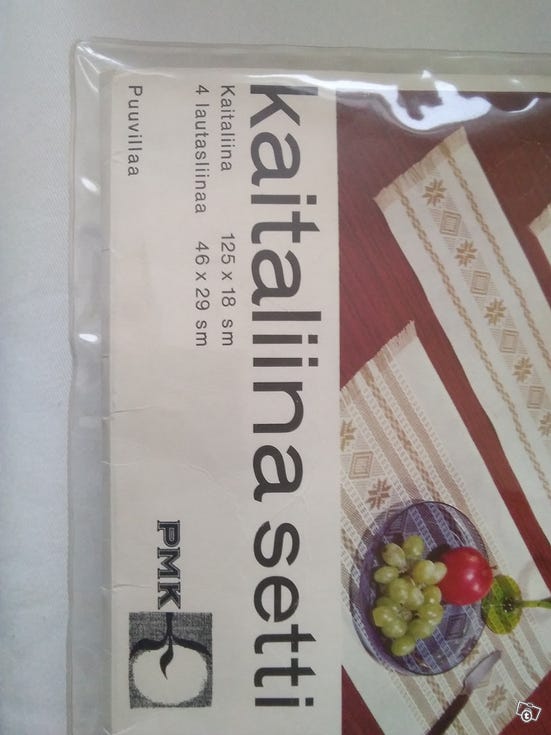 kaitaliina setti
Kaitaliina 125 x 18 sm
4 lautasliinaa 46 x 29 sm
Puuvillaa
PMK